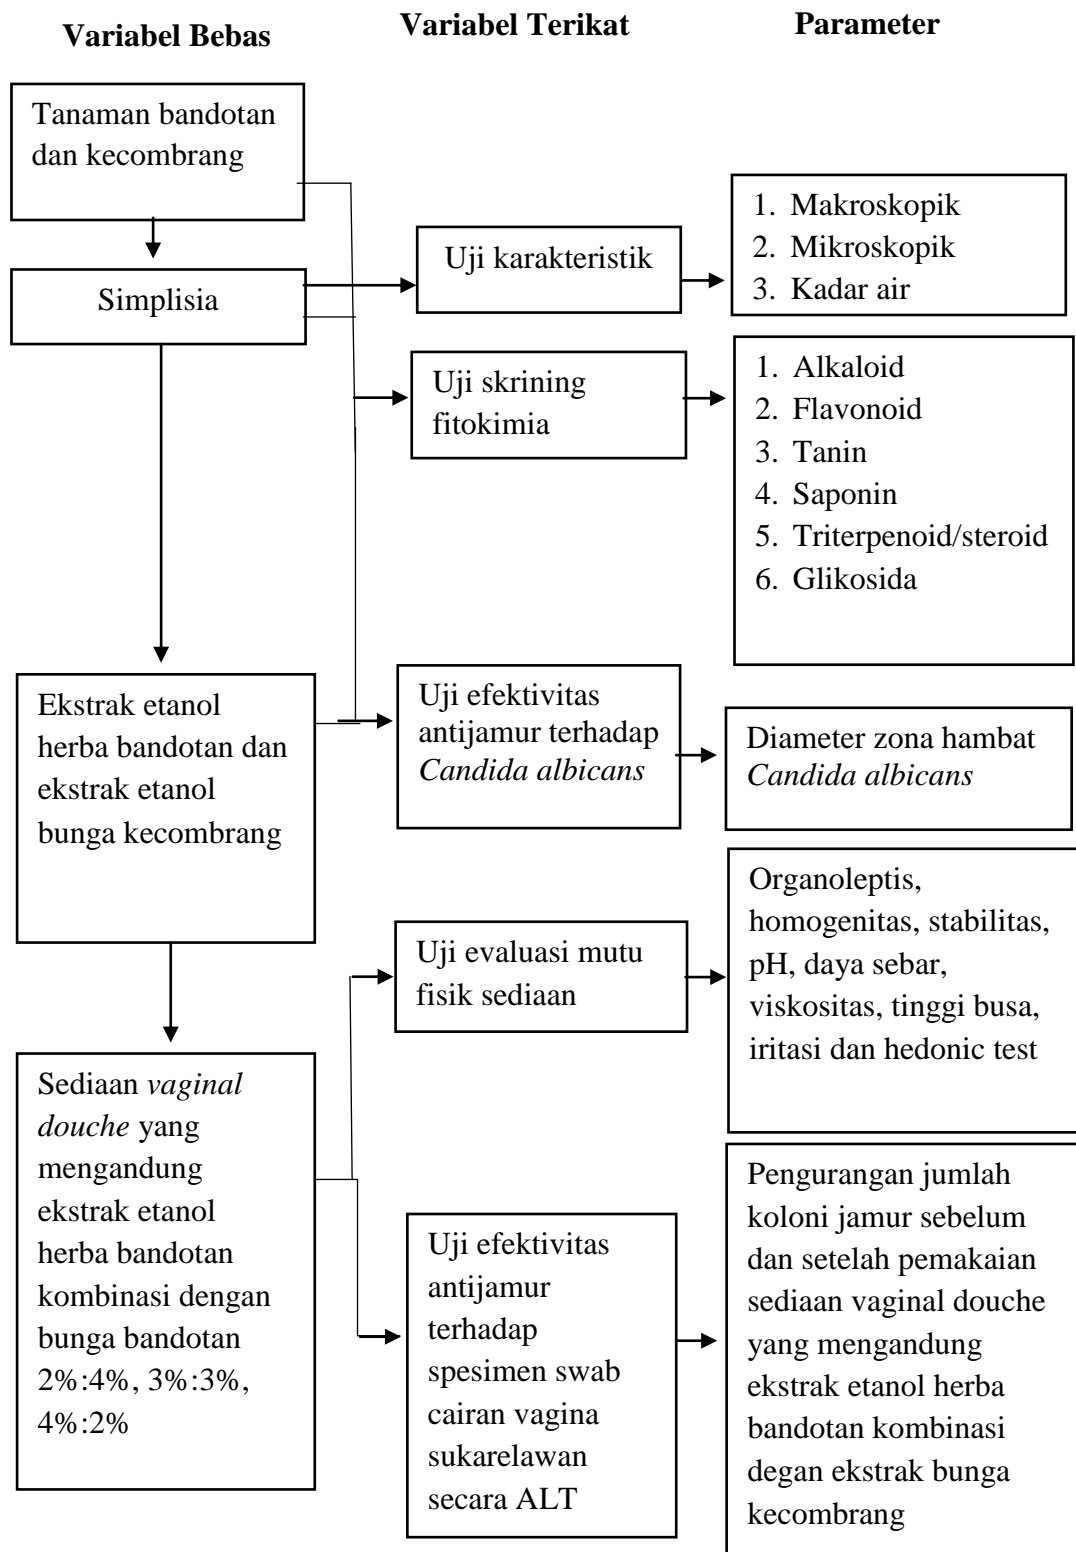 Variabel Bebas
Variabel Terikat
Parameter
Tanaman bandotan
dan kecombrang
Simplisia
Uji karakteristik
1. Makroskopik
2. Mikroskopik
3. Kadar air
Uji skrining
fitokimia
1. Alkaloid
2. Flavonoid
3. Tanin
4. Saponin
5. Triterpenoid/steroid
6. Glikosida
Ekstrak etanol
herba bandotan dan
ekstrak etanol
bunga kecombrang
Uji efektivitas
antijamur terhadap
Candida albicans
Diameter zona hambat
Candida albicans
Uji evaluasi mutu
fisik sediaan
Organoleptis,
homogenitas, stabilitas,
pH, daya sebar,
viskositas, tinggi busa,
iritasi dan hedonic test
Sediaan vaginal
douche yang
mengandung
ekstrak etanol
herba bandotan
kombinasi dengan
bunga bandotan
2%:4%, 3%:3%,
4%:2%
Uji efektivitas
antijamur
terhadap
spesimen swab
cairan vagina
sukarelawan
secara ALT
Pengurangan jumlah
koloni jamur sebelum
dan setelah pemakaian
sediaan vaginal douche
yang mengandung
ekstrak etanol herba
bandotan kombinasi
degan ekstrak bunga
kecombrang